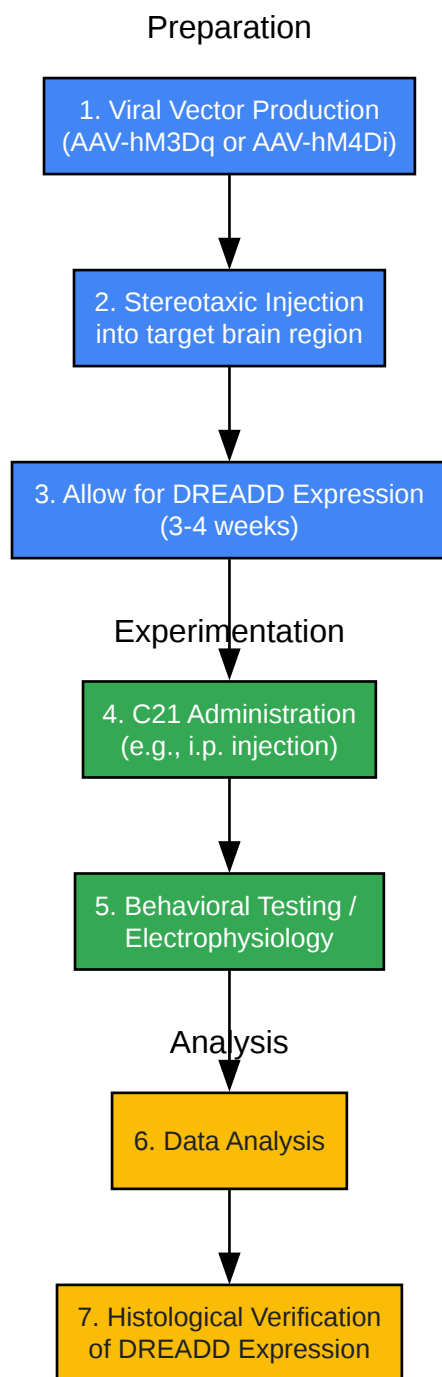 Preparation
1. Viral Vector Production
(AAV-hM3Dq or AAV-hM4Di)
2. Stereotaxic Injection
into target brain region
3. Allow for DREADD Expression
(3-4 weeks)
Experimentation
4. C21 Administration
(e.g., i.p. injection)
5. Behavioral Testing /
Electrophysiology
Analysis
6. Data Analysis
7. Histological Verification
of DREADD Expression